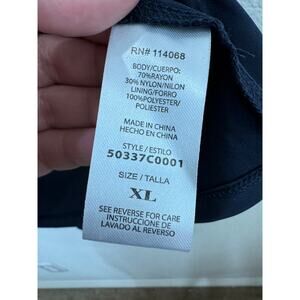 RN# 114068
BODY/CUERPO:
70%RAYON
30% NYLON/NILON
LINING/FORRO
100%POLYESTER/
POLIESTER
MADE IN CHINA
HECHO EN CHINA
STYLE / ESTILO
50337C0001
SIZE / TALLA
XL
SEE REVERSE FOR CARE
INSTRUCCIONE DE
LAVADO AL REVERSO